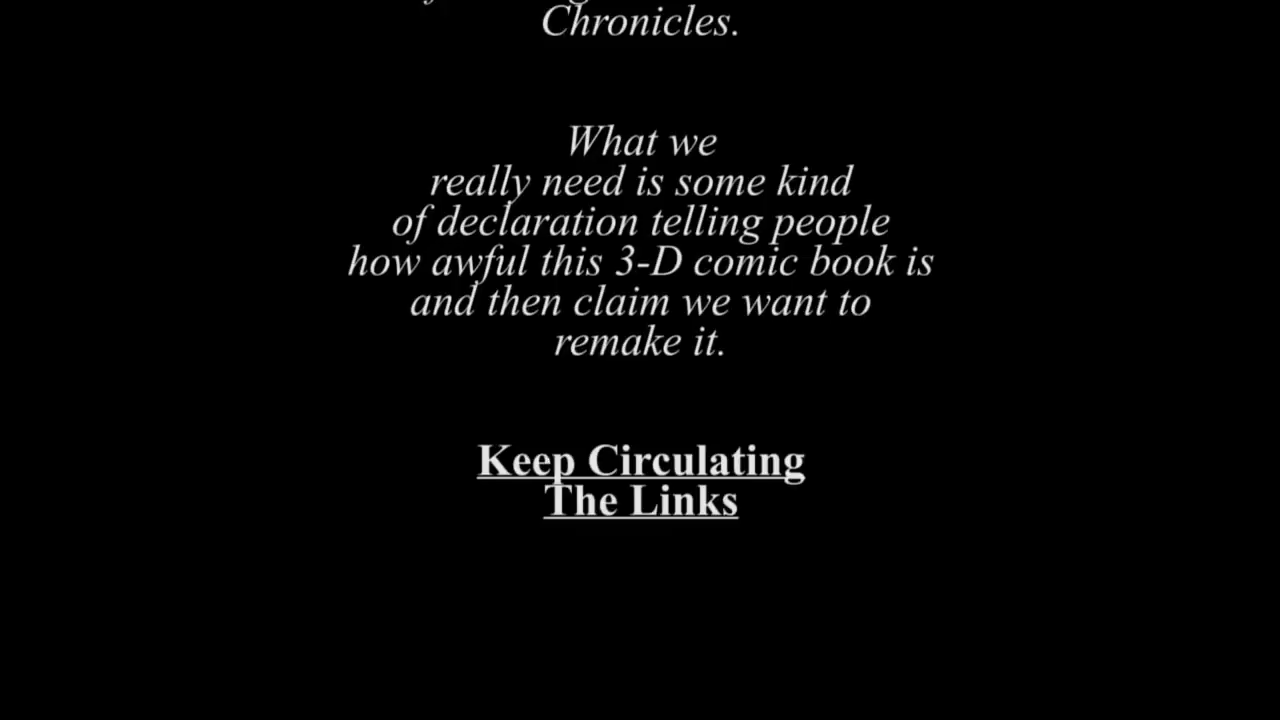 Chronicles.
What we
really need is some kind
of declaration telling people
how awful this 3-D comic book is
and then claim we want to
remake it.
Keep Circulating
The Links